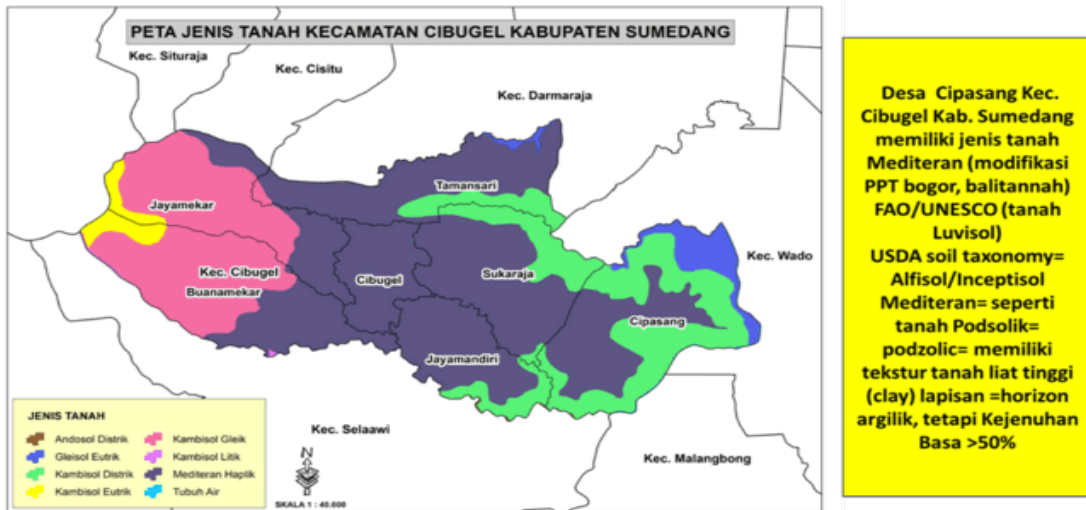 PETA JENIS TANAH KECAMATAN CIBUGEL KABUPATEN SUMEDANG
Kec. Situraja
Kec. Cisitu
Kec. Darmaraja
Tamansari
Jayamekar
Kec. Wado
Kec. Cibugel
Cibugel
Sukaraja
Buanamekar
Cipasang
Jayamandiri
Kec. Selaawi
Kec. Malangbong
JENIS TANAH
Andosol Distrik
Gleisol Eutrik
Kambisol Distrik
Kambisol Eutrik
Kambisol Gleik
Kambisol Litik
Mediteran Haplik
Tubuh Air
N
SKALA 1 : 40.000
Desa Cipasang Kec.
Cibugel Kab. Sumedang
memiliki jenis tanah
Mediteran (modifikasi
PPT bogor, balitannah)
FAO/UNESCO (tanah
Luvisol)
USDA soil taxonomy=
Alfisol/Inceptisol
Mediteran= seperti
tanah Podsolik=
podzolic= memiliki
tekstur tanah liat tinggi
(clay) lapisan =horizon
argilik, tetapi Kejenuhan
Basa >50%